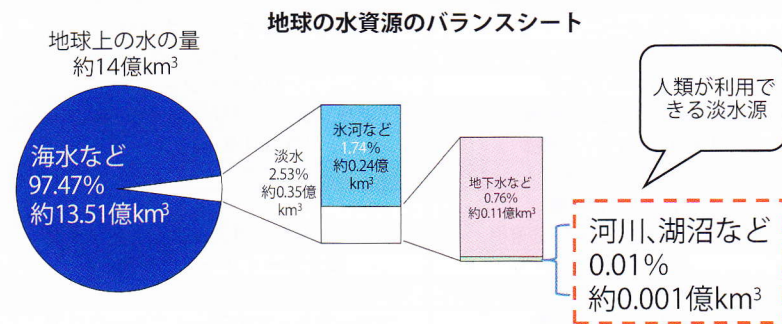 地球の水資源のバランスシート
地球上の水の量
約14億km³
海水など
97.47%
約13.51億km³
淡水
2.53%
約0.35億
km³
氷河など
1.74%
約0.24億
km³
地下水など
0.76%
約0.11億km³
人類が利用で
きる淡水源
河川、湖沼など
0.01%
約0.001億km³